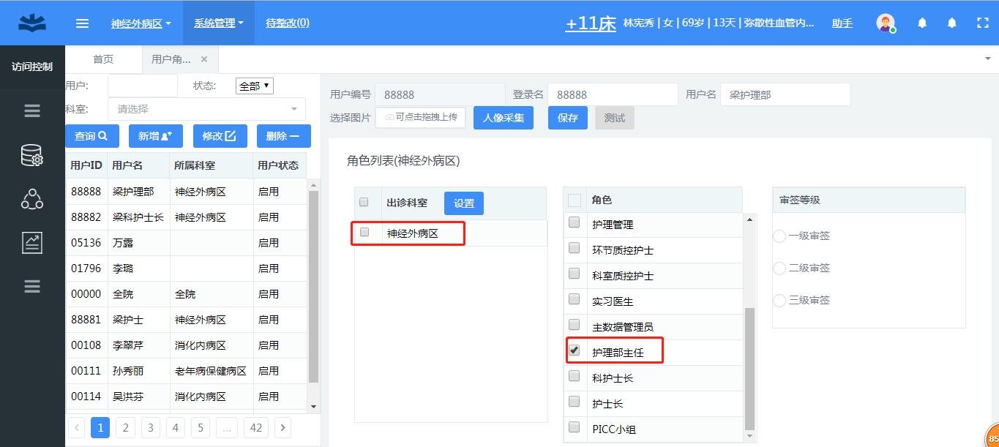 神经外病区 系统管理 待整改(0) +11床 林宪秀 | 女 | 69岁 | 13天 | 弥散性血管内... 助手
访问控制
首页 用户角... ×
用户: 状态: 全部
科室: 请选择
查询 新增 修改 删除
用户ID 用户名 所属科室 用户状态
88888 梁护理部 神经外病区 启用
88882 梁科护士长 神经外病区 启用
05136 万露 启用
01796 李璐 启用
00000 全院 全院 启用
88881 梁护士 神经外病区 启用
00108 李翠芹 消化内病区 启用
00111 孙秀丽 老年病保健病区 启用
00114 吴洪芬 消化内病区 启用
< 1 2 3 4 5 ... 42 >
用户编号 88888 登录名 88888 用户名 梁护理部
选择图片 可点击拖拽上传 人像采集 保存 测试
角色列表(神经外病区)
出诊科室 设置
神经外病区
角色
护理管理
环节质控护士
科室质控护士
实习医生
主数据管理员
护理部主任
科护士长
护士长
PICC小组
审签等级
一级审签
二级审签
三级审签
85